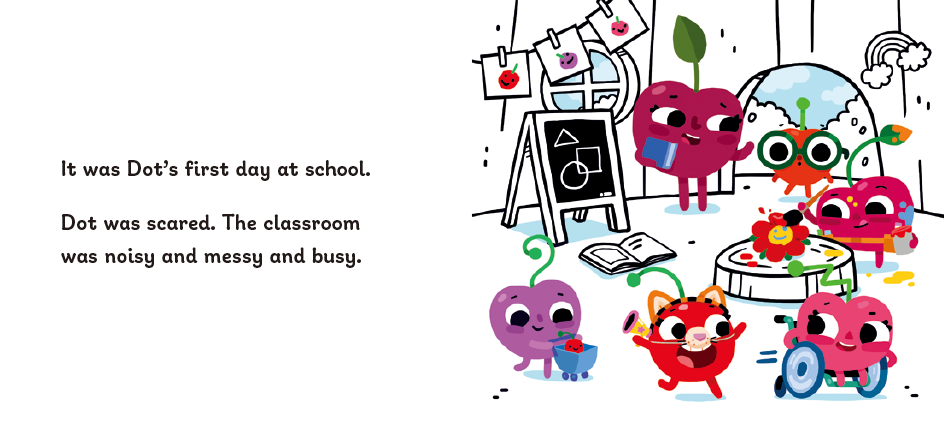 It was Dot’s first day at school.
Dot was scared. The classroom
was noisy and messy and busy.